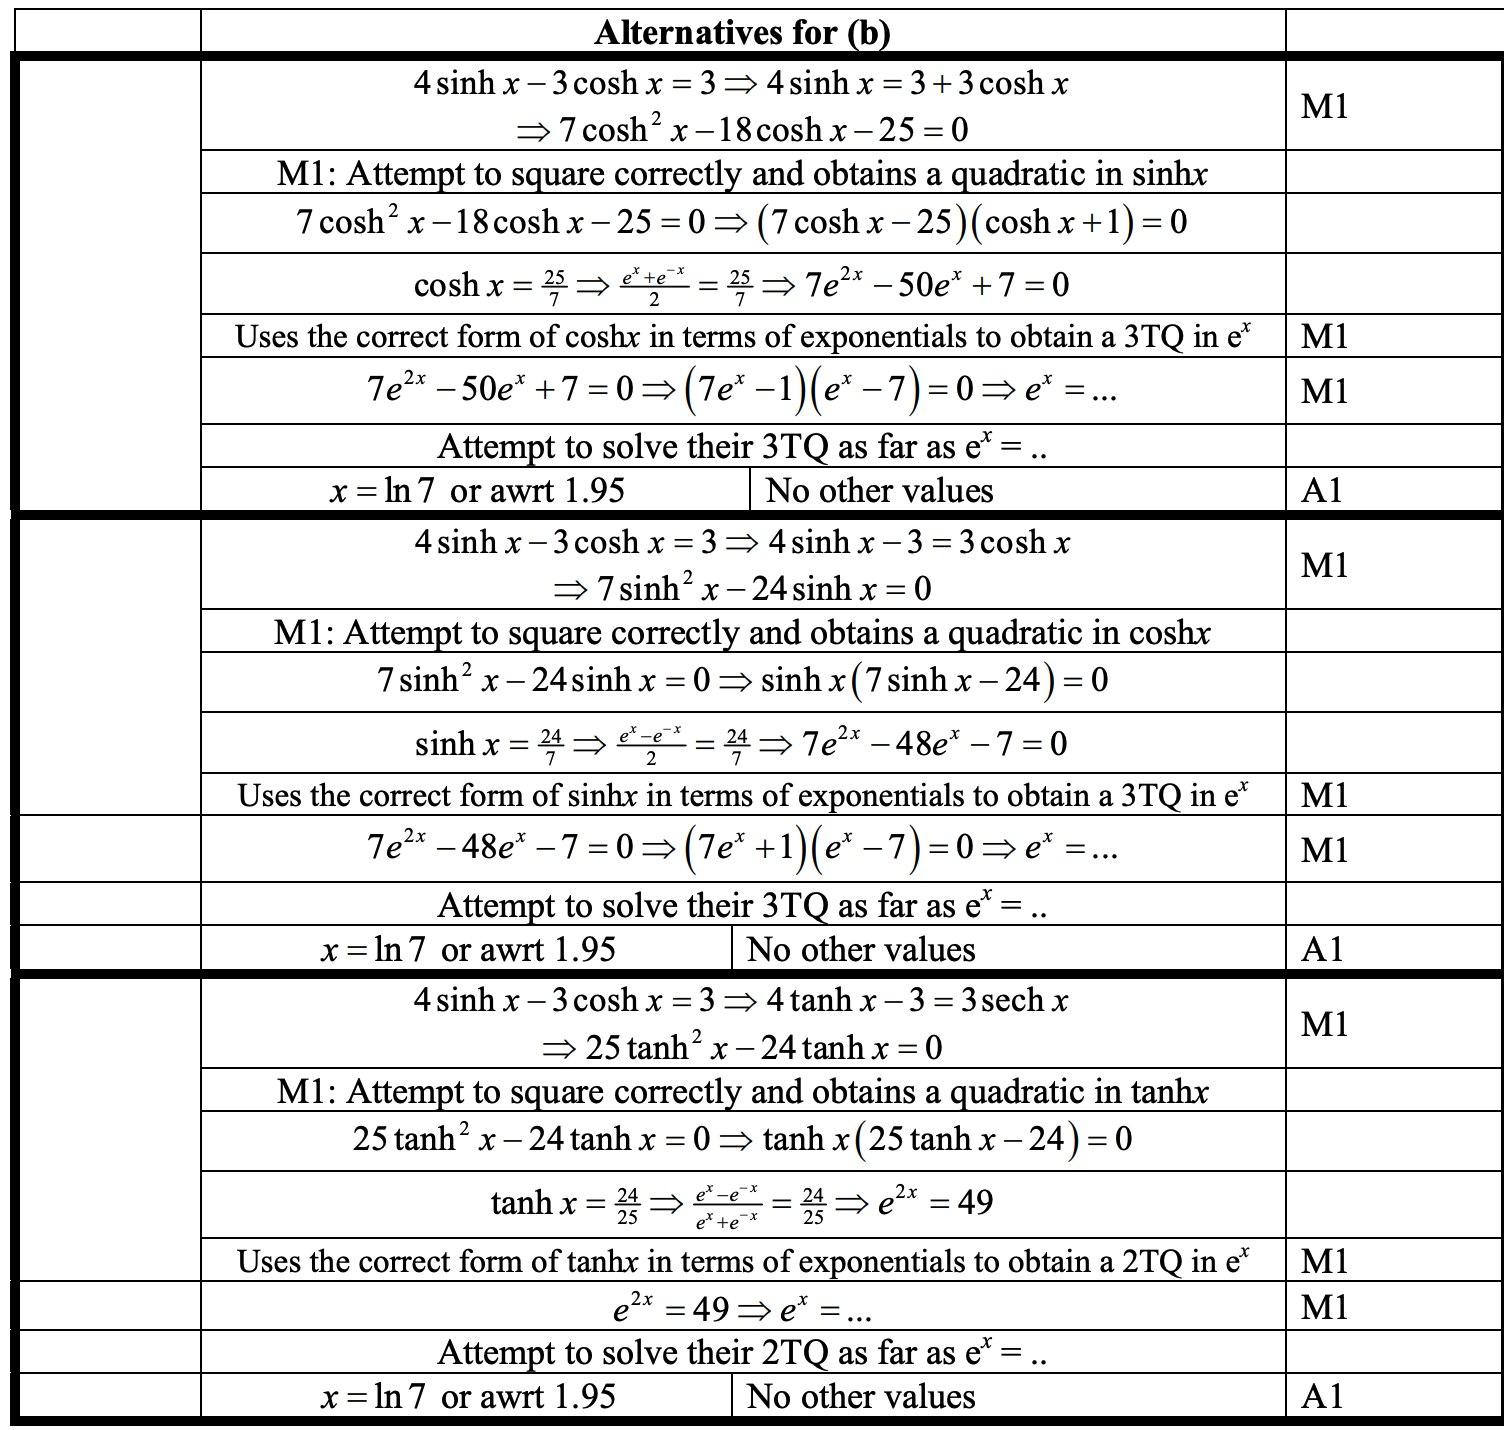 Alternatives for (b)
4 sinh x – 3 cosh x = 3 ⇒ 4 sinh x = 3 + 3 cosh x
⇒ 7 cosh² x – 18 cosh x – 25 = 0
M1
M1: Attempt to square correctly and obtains a quadratic in sinhx
7 cosh² x – 18 cosh x – 25 = 0 ⇒ (7 cosh x – 25)(cosh x + 1) = 0
cosh x = 25/7 ⇒ (e^x + e^-x)/2 = 25/7 ⇒ 7e^2x – 50e^x + 7 = 0
Uses the correct form of coshx in terms of exponentials to obtain a 3TQ in e^x M1
7e^2x – 50e^x + 7 = 0 ⇒ (7e^x – 1)(e^x – 7) = 0 ⇒ e^x = ... M1
Attempt to solve their 3TQ as far as e^x = ..
x = ln 7 or awrt 1.95 No other values A1
4 sinh x – 3 cosh x = 3 ⇒ 4 sinh x – 3 = 3 cosh x
⇒ 7 sinh² x – 24 sinh x = 0
M1
M1: Attempt to square correctly and obtains a quadratic in coshx
7 sinh² x – 24 sinh x = 0 ⇒ sinh x (7 sinh x – 24) = 0
sinh x = 24/7 ⇒ (e^x – e^-x)/2 = 24/7 ⇒ 7e^2x – 48e^x – 7 = 0
Uses the correct form of sinhx in terms of exponentials to obtain a 3TQ in e^x M1
7e^2x – 48e^x – 7 = 0 ⇒ (7e^x + 1)(e^x – 7) = 0 ⇒ e^x = ... M1
Attempt to solve their 3TQ as far as e^x = ..
x = ln 7 or awrt 1.95 No other values A1
4 sinh x – 3 cosh x = 3 ⇒ 4 tanh x – 3 = 3 sech x
⇒ 25 tanh² x – 24 tanh x = 0
M1
M1: Attempt to square correctly and obtains a quadratic in tanhx
25 tanh² x – 24 tanh x = 0 ⇒ tanh x (25 tanh x – 24) = 0
tanh x = 24/25 ⇒ (e^x – e^-x)/(e^x + e^-x) = 24/25 ⇒ e^2x = 49
Uses the correct form of tanhx in terms of exponentials to obtain a 2TQ in e^x M1
e^2x = 49 ⇒ e^x = ... M1
Attempt to solve their 2TQ as far as e^x = ..
x = ln 7 or awrt 1.95 No other values A1